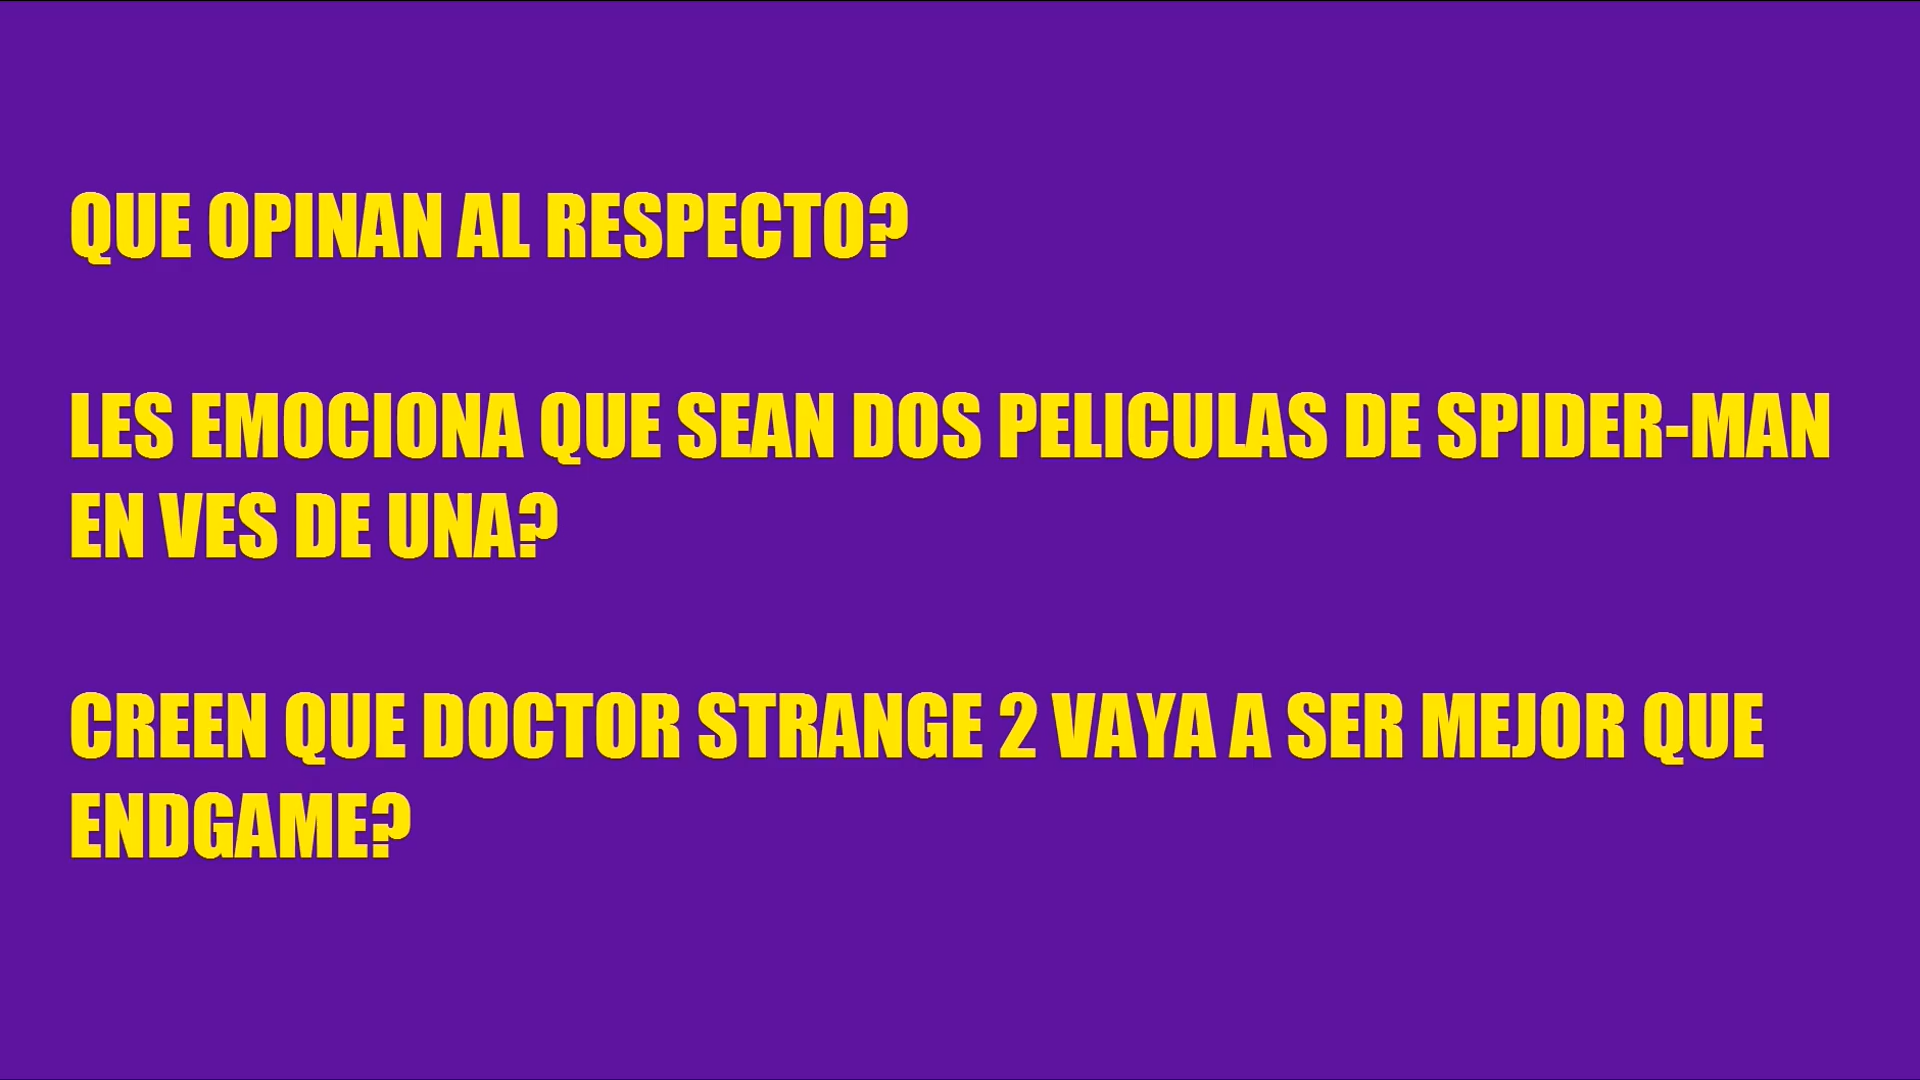 QUE OPINAN AL RESPECTO?
LES EMOCIONA QUE SEAN DOS PELICULAS DE SPIDER-MAN
EN VES DE UNA?
CREEN QUE DOCTOR STRANGE 2 VAYA A SER MEJOR QUE
ENDGAME?